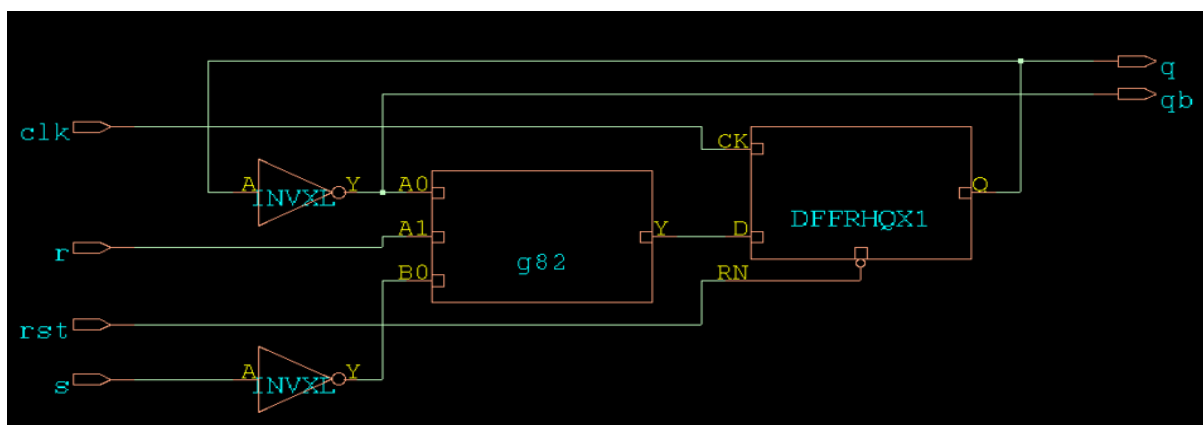 q
qb
clk
CK
A
INVXL
Y
A0
Q
DFFRHQX1
r
A1
Y
D
g82
B0
RN
rst
s
A
INVXL
Y